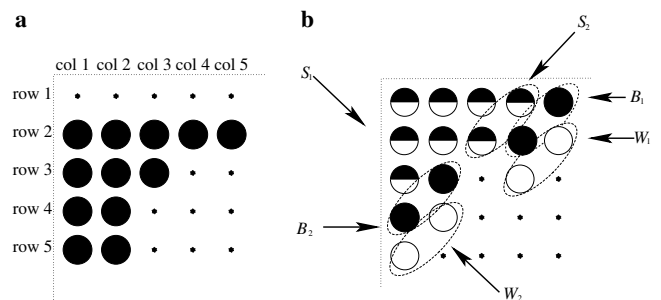 a
col 1 col 2 col 3 col 4 col 5
row 1
row 2
row 3
row 4
row 5
b
S₂
S₁
B₁
W₁
B₂
W₂